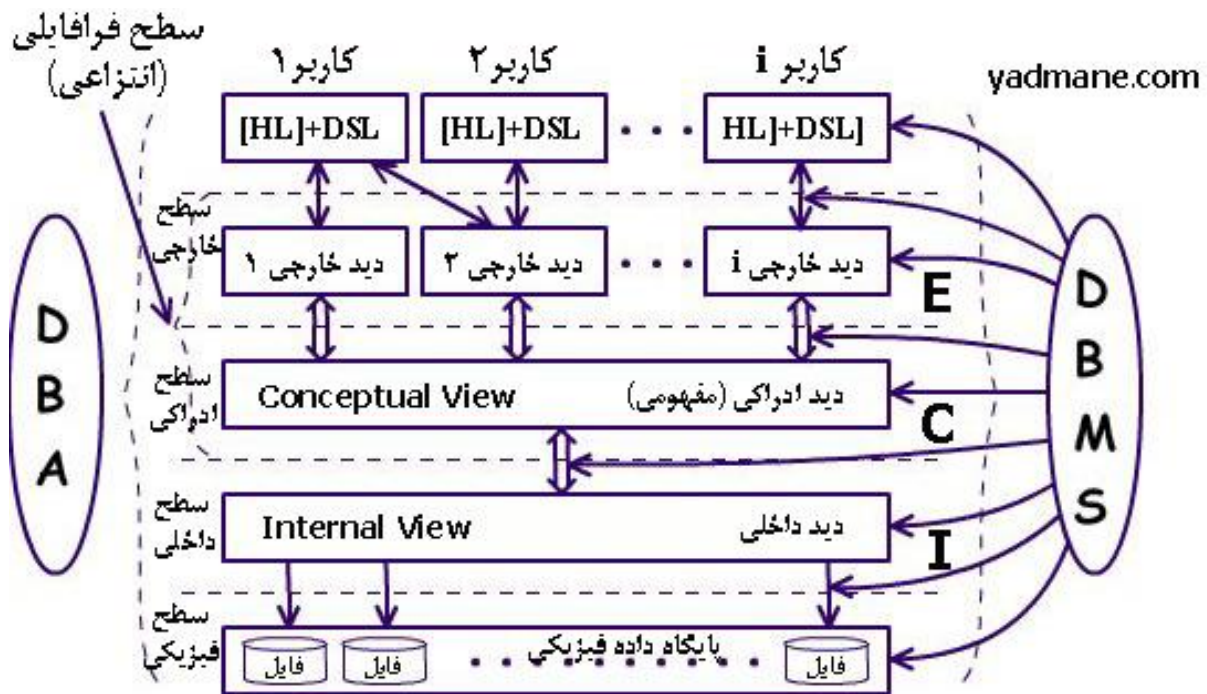 سطح فرافایلی
(انتزاعی)
کاربر ۱
کاربر ۲
کاربر i
yadmane.com
[HL]+DSL
[HL]+DSL
. . .
HL]+DSL]
سطح
خارجی
دید خارجی ۱
دید خارجی ۲
. . .
دید خارجی i
E
سطح
ادراکی
Conceptual View
دید ادراکی (مفهومی)
C
سطح
داخلی
Internal View
دید داخلی
I
سطح
فیزیکی
پایگاه داده فیزیکی
فایل
فایل
. . . . . . . . . .
فایل
D
B
A
D
B
M
S